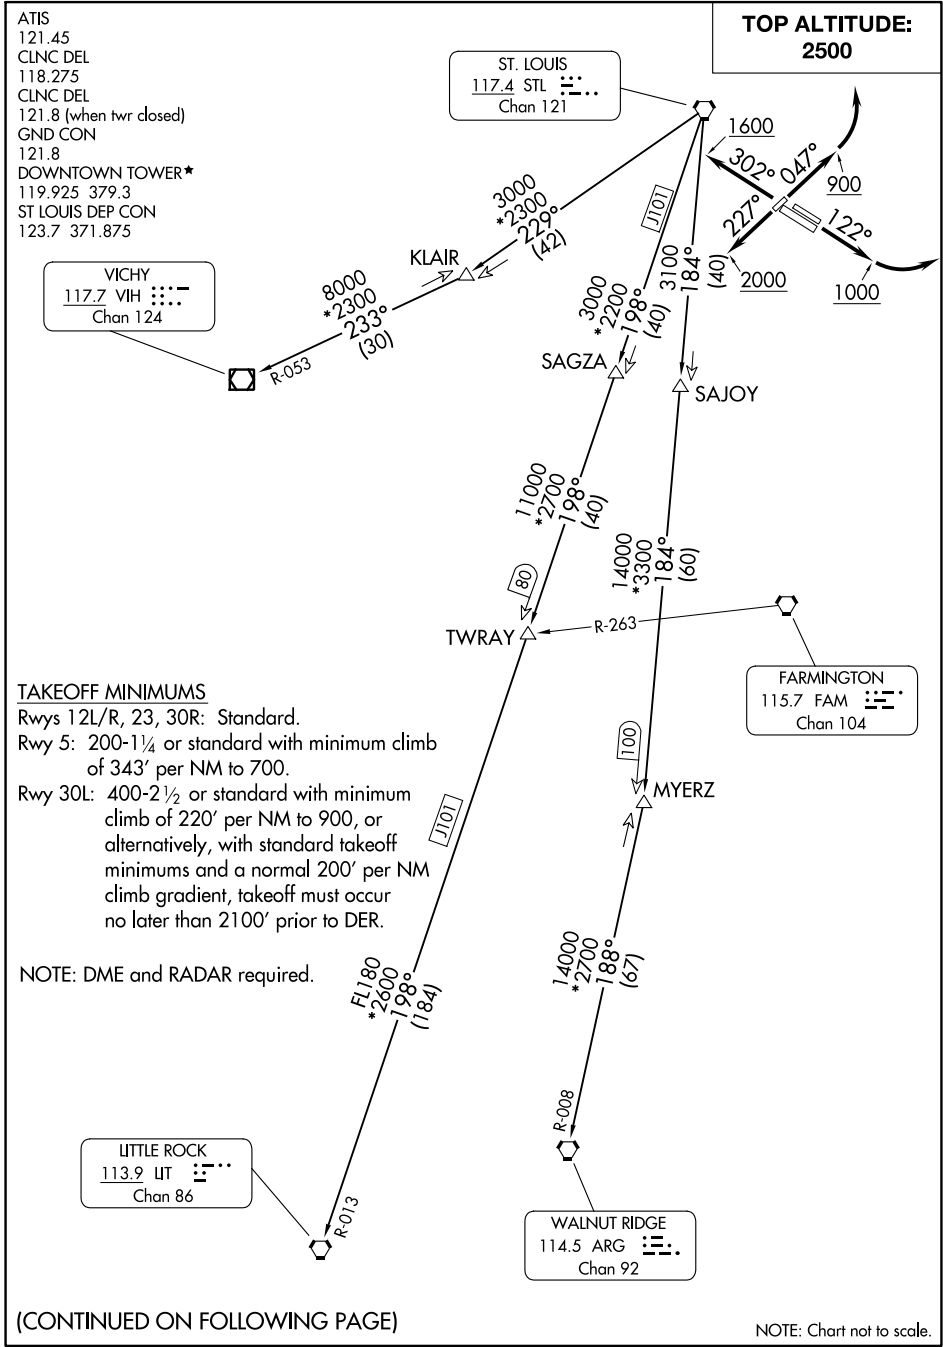 ATIS
121.45
CLNC DEL
118.275
CLNC DEL
121.8 (when twr closed)
GND CON
121.8
DOWNTOWN TOWER★
119.925 379.3
ST LOUIS DEP CON
123.7 371.875
TOP ALTITUDE:
2500
ST. LOUIS
117.4 STL
Chan 121
1600
302°
047°
900
227°
122°
2000
1000
3000
*2300
229°
(42)
KLAIR
J101
3100
184°
(40)
VICHY
117.7 VIH
Chan 124
8000
*2300
233°
(30)
R-053
3000
*2200
198°
(40)
SAGZA
SAJOY
11000
*2700
198°
(40)
14000
*3300
184°
(60)
80
TWRAY
R-263
FARMINGTON
115.7 FAM
Chan 104
TAKEOFF MINIMUMS
Rwys 12L/R, 23, 30R: Standard.
Rwy 5: 200-1¼ or standard with minimum climb
of 343' per NM to 700.
Rwy 30L: 400-2½ or standard with minimum
climb of 220' per NM to 900, or
alternatively, with standard takeoff
minimums and a normal 200' per NM
climb gradient, takeoff must occur
no later than 2100' prior to DER.
100
MYERZ
J101
NOTE: DME and RADAR required.
FL180
*2600
198°
(184)
14000
*2700
188°
(67)
R-008
LITTLE ROCK
113.9 LIT
Chan 86
R-013
WALNUT RIDGE
114.5 ARG
Chan 92
(CONTINUED ON FOLLOWING PAGE)
NOTE: Chart not to scale.